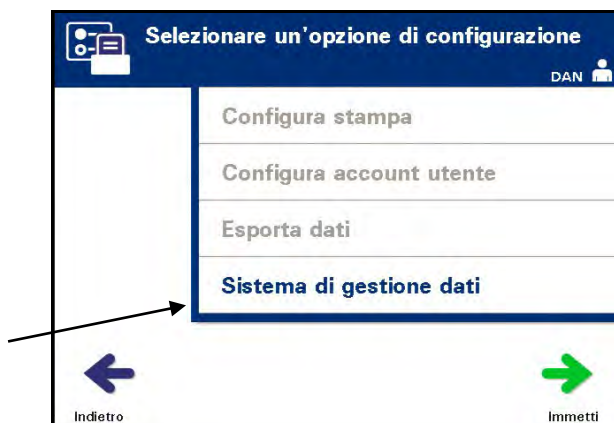 Selezionare un'opzione di configurazione
DAN
Configura stampa
Configura account utente
Esporta dati
Sistema di gestione dati
Indietro
Immetti